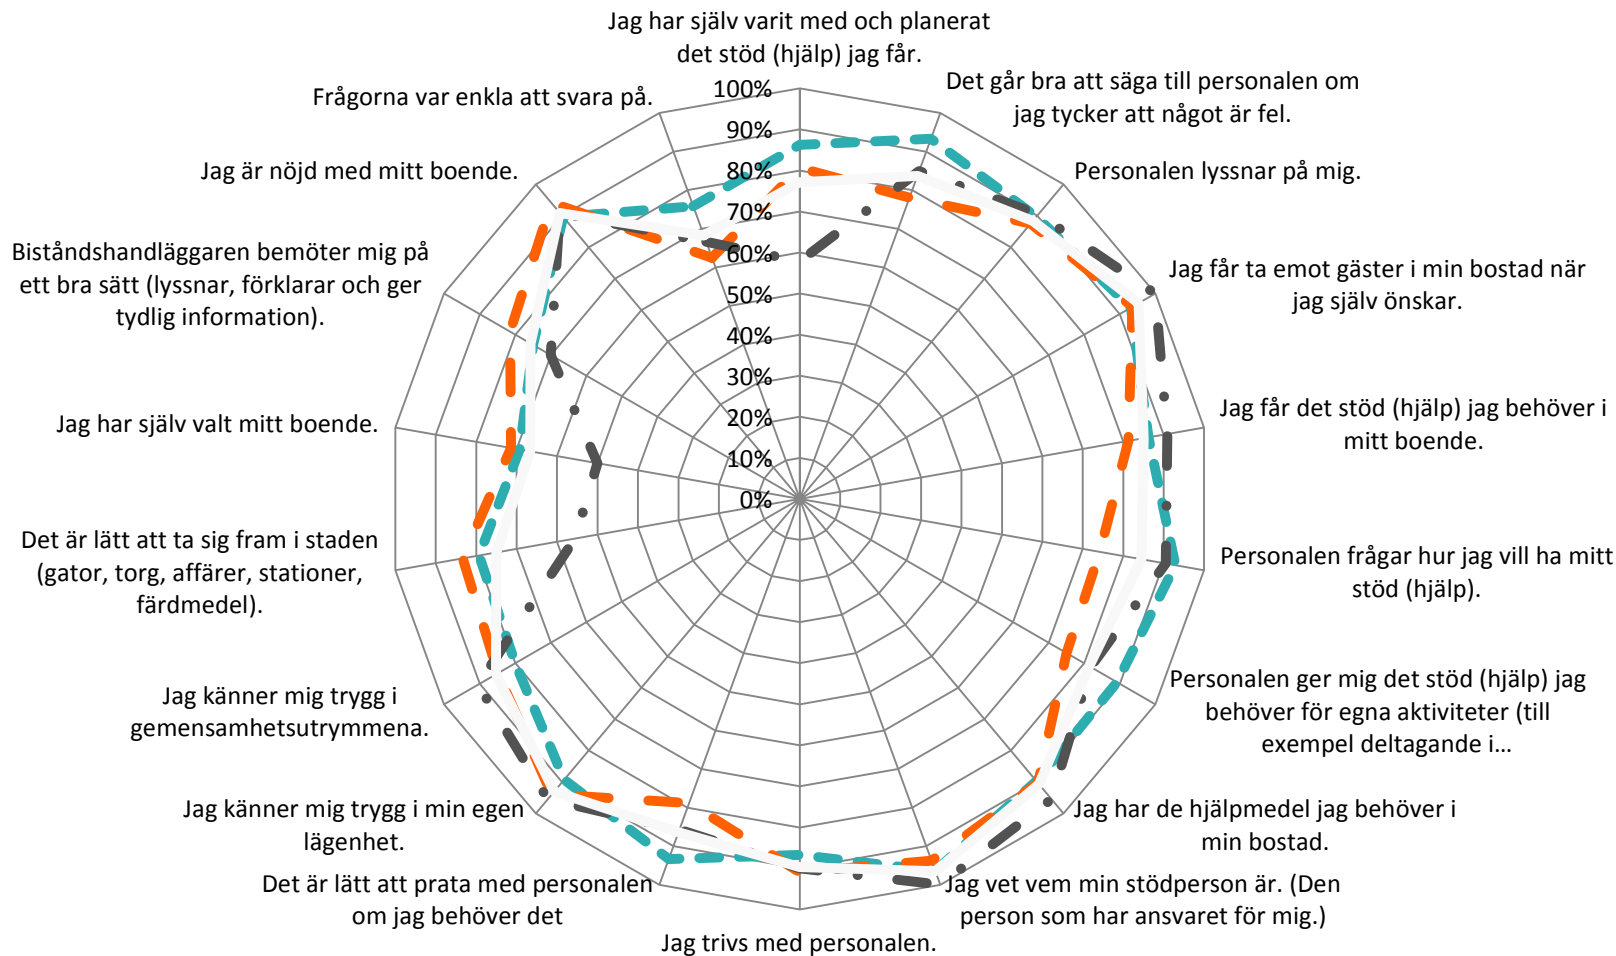 Jag har själv varit med och planerat
det stöd (hjälp) jag får.
Det går bra att säga till personalen om
jag tycker att något är fel.
Personalen lyssnar på mig.
Jag får ta emot gäster i min bostad när
jag själv önskar.
Jag får det stöd (hjälp) jag behöver i
mitt boende.
Personalen frågar hur jag vill ha mitt
stöd (hjälp).
Personalen ger mig det stöd (hjälp) jag
behöver för egna aktiviteter (till
exempel deltagande i…
Jag har de hjälpmedel jag behöver i
min bostad.
Jag vet vem min stödperson är. (Den
person som har ansvaret för mig.)
Jag trivs med personalen.
Det är lätt att prata med personalen
om jag behöver det
Jag känner mig trygg i min egen
lägenhet.
Jag känner mig trygg i
gemensamhetsutrymmena.
Det är lätt att ta sig fram i staden
(gator, torg, affärer, stationer,
färdmedel).
Jag har själv valt mitt boende.
Biståndshandläggaren bemöter mig på
ett bra sätt (lyssnar, förklarar och ger
tydlig information).
Jag är nöjd med mitt boende.
Frågorna var enkla att svara på.
100%
90%
80%
70%
60%
50%
40%
30%
20%
10%
0%